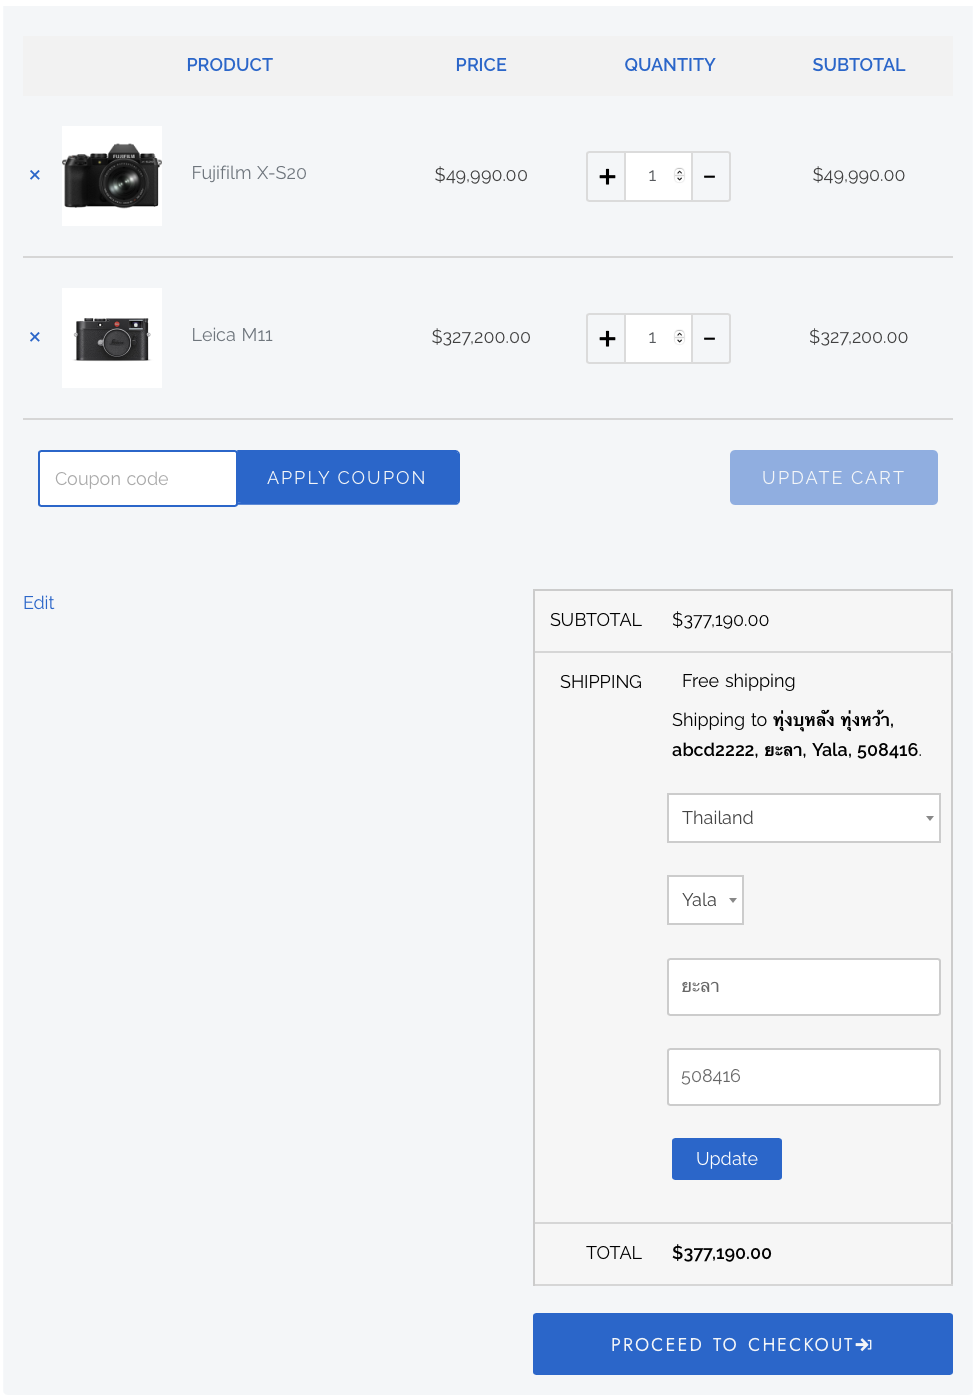 PRODUCT PRICE QUANTITY SUBTOTAL
× FUJIFILM Fujifilm X-S20 $49,990.00 + 1 − $49,990.00
× Leica M11 $327,200.00 + 1 − $327,200.00
Coupon code APPLY COUPON UPDATE CART
Edit
SUBTOTAL $377,190.00
SHIPPING Free shipping
Shipping to ทุ่งบุหลัง ทุ่งหว้า,
abcd2222, ยะลา, Yala, 508416.
Thailand
Yala
ยะลา
508416
Update
TOTAL $377,190.00
PROCEED TO CHECKOUT